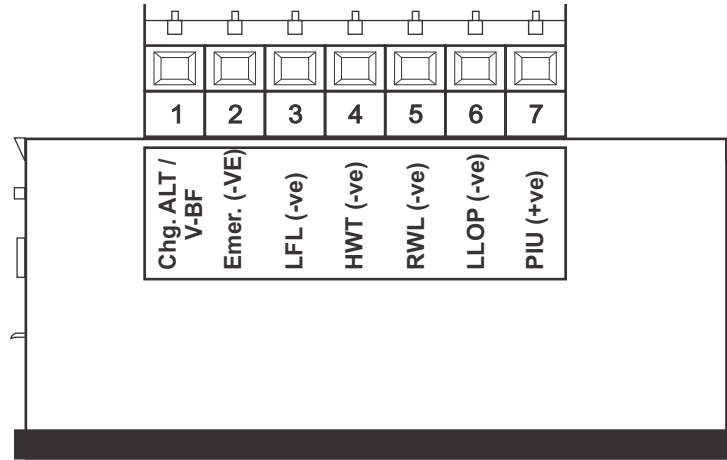 1 2 3 4 5 6 7
Chg. ALT /
V-BF
Emer. (-VE)
LFL (-ve)
HWT (-ve)
RWL (-ve)
LLOP (-ve)
PIU (+ve)